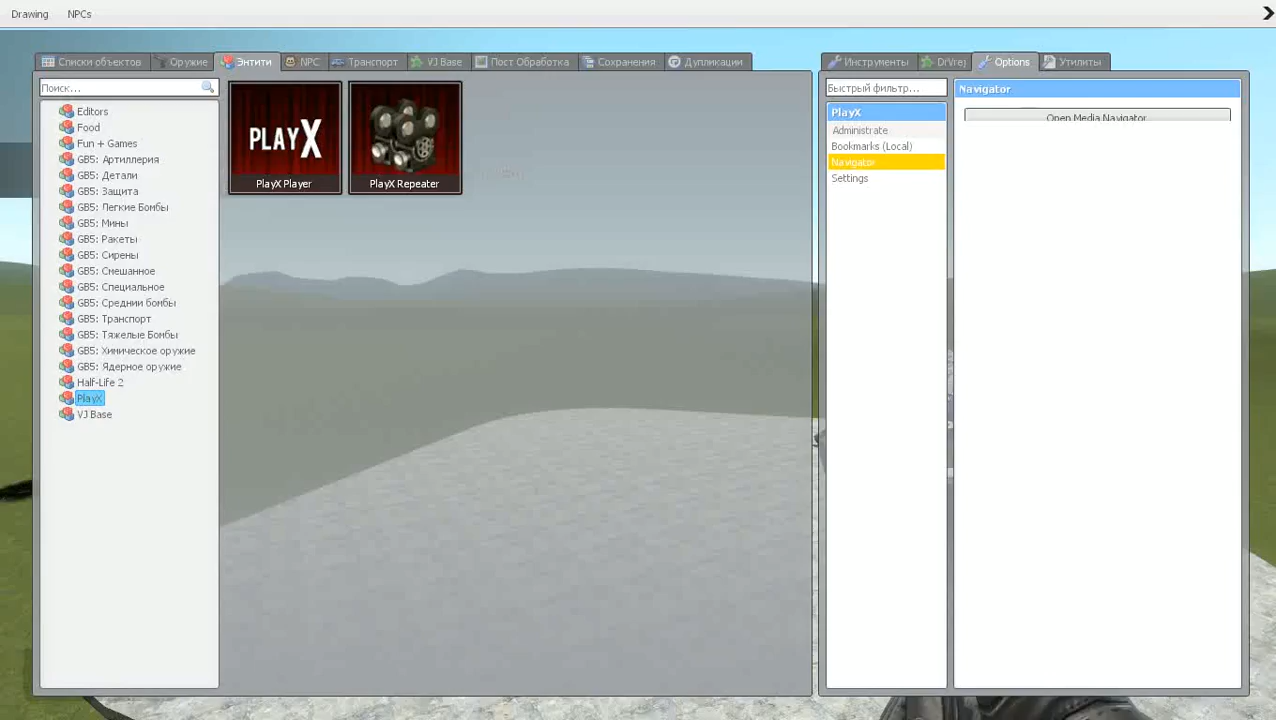 Drawing NPCs
Списки объектов Оружие Энтити NPC Транспорт VJ Base Пост Обработка Сохранения Дупликации
Поиск...
Editors
Food
Fun + Games
GB5: Артиллерия
GB5: Детали
GB5: Защита
GB5: Легкие Бомбы
GB5: Мины
GB5: Ракеты
GB5: Сирены
GB5: Смешанное
GB5: Специальное
GB5: Среднии бомбы
GB5: Транспорт
GB5: Тяжелые Бомбы
GB5: Химическое оружие
GB5: Ядерное оружие
Half-Life 2
PlayX
VJ Base
PLAYX
PlayX Player
PlayX Repeater
Инструменты DrVrej Options Утилиты
Быстрый фильтр...
PlayX
Administrate
Bookmarks (Local)
Navigator
Settings
Navigator
Open Media Navigator